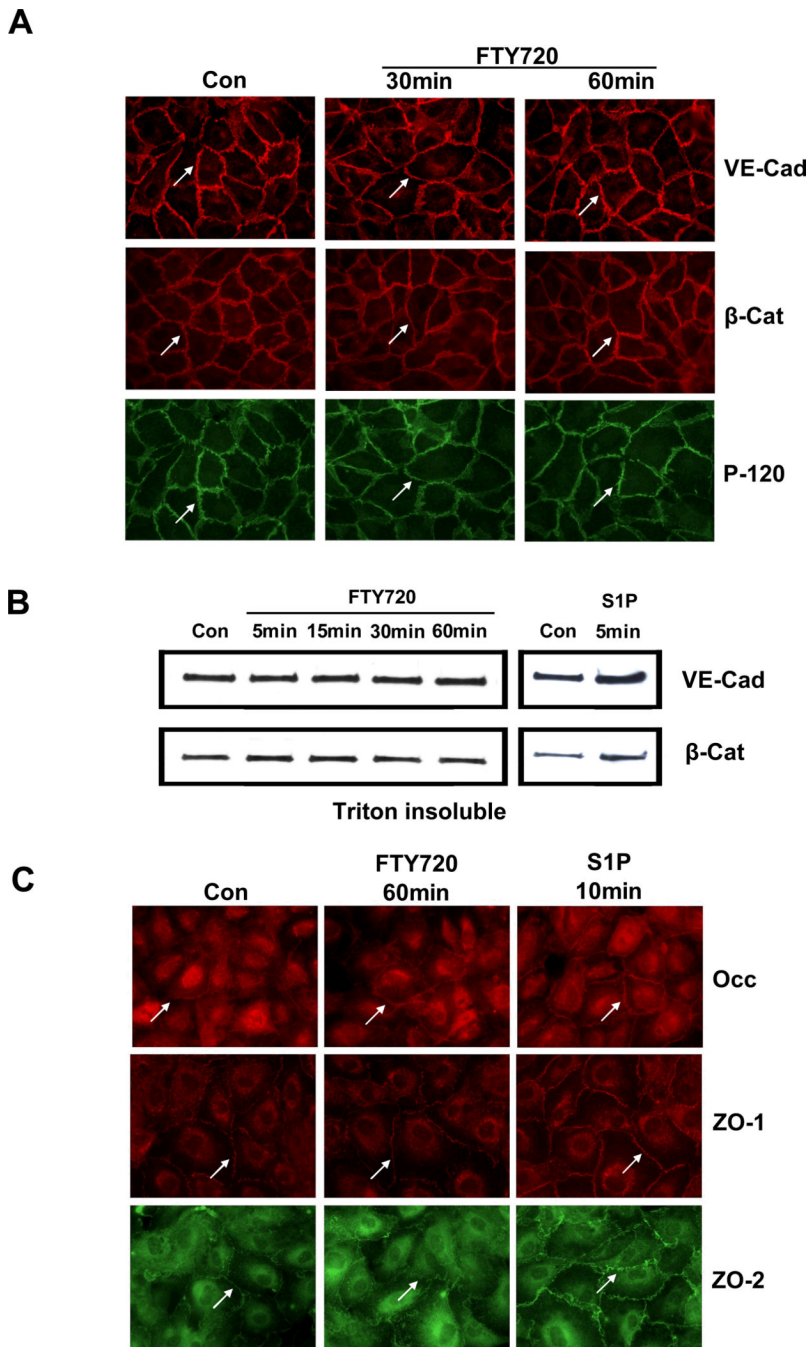 A
FTY720
Con 30min 60min
VE-Cad
β-Cat
P-120
B
FTY720 S1P
Con 5min 15min 30min 60min Con 5min
VE-Cad
β-Cat
Triton insoluble
C
FTY720 S1P
Con 60min 10min
Occ
ZO-1
ZO-2